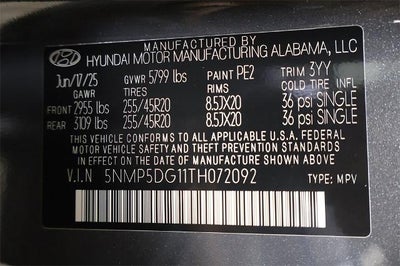 MANUFACTURED BY
HYUNDAI MOTOR MANUFACTURING ALABAMA, LLC
Jun/17/25 GVWR 5799 lbs PAINT PE2 TRIM 3YY
GAWR TIRES RIMS COLD TIRE INFL
FRONT 2955 lbs 255/45R20 8.5JX20 36 psi SINGLE
REAR 3109 lbs 255/45R20 8.5JX20 36 psi SINGLE
THIS VEHICLE CONFORMS TO ALL APPLICABLE U.S.A. FEDERAL
MOTOR VEHICLE SAFETY AND THEFT PREVENTION STANDARDS
IN EFFECT ON THE DATE OF MANUFACTURE SHOWN ABOVE.
V.I.N 5NMP5DG11TH072092 TYPE: MPV